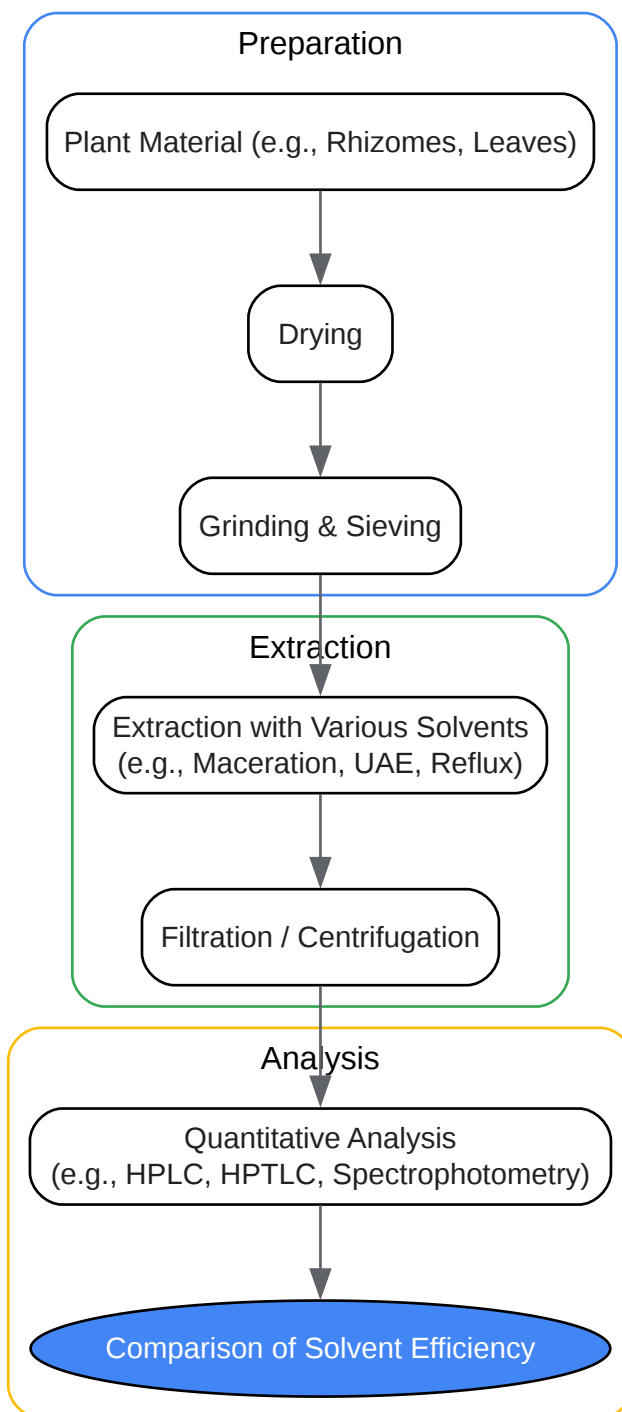 Preparation
Plant Material (e.g., Rhizomes, Leaves)
Drying
Grinding & Sieving
Extraction
Extraction with Various Solvents
(e.g., Maceration, UAE, Reflux)
Filtration / Centrifugation
Analysis
Quantitative Analysis
(e.g., HPLC, HPTLC, Spectrophotometry)
Comparison of Solvent Efficiency